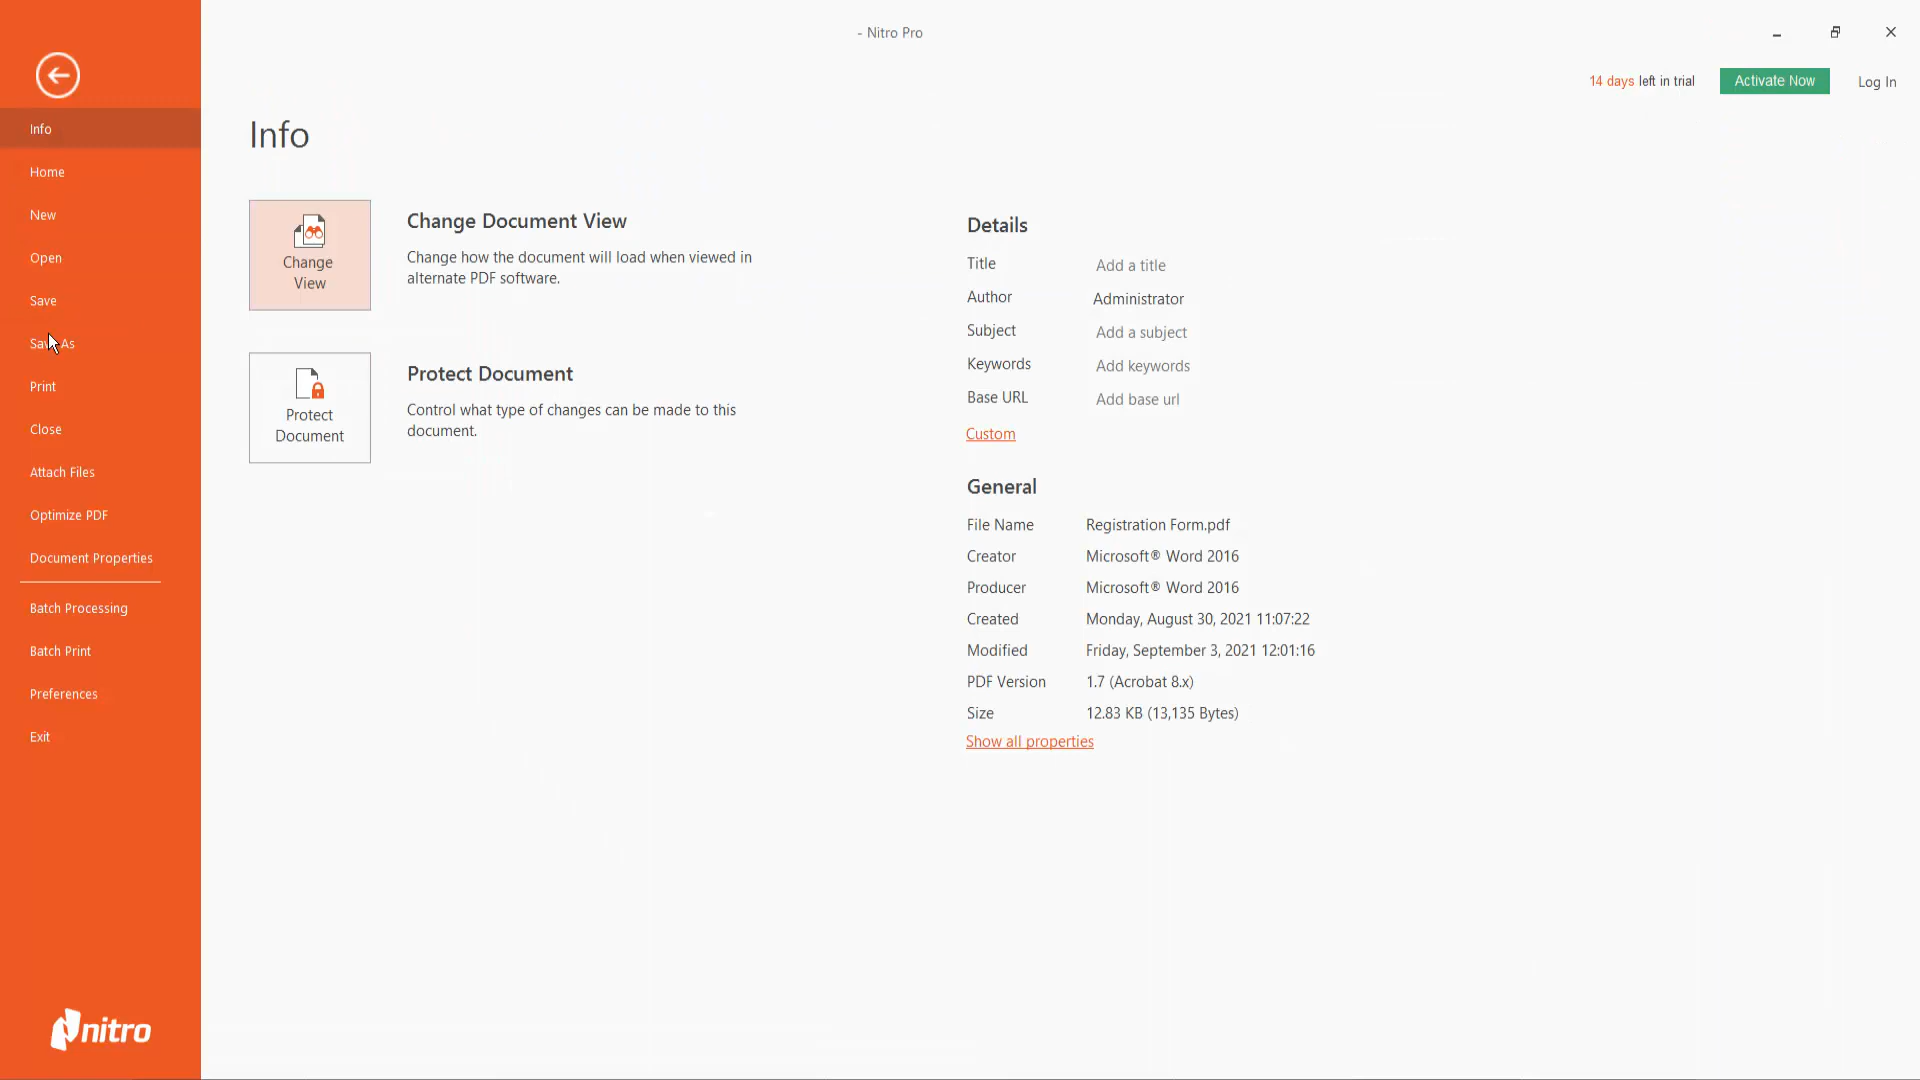 - Nitro Pro
14 days left in trial
Activate Now
Log In
Info
Home
New
Open
Save
Save As
Print
Close
Attach Files
Optimize PDF
Document Properties
Batch Processing
Batch Print
Preferences
Exit
nitro
Info
Change
View
Change Document View
Change how the document will load when viewed in
alternate PDF software.
Protect
Document
Protect Document
Control what type of changes can be made to this
document.
Details
Title Add a title
Author Administrator
Subject Add a subject
Keywords Add keywords
Base URL Add base url
Custom
General
File Name Registration Form.pdf
Creator Microsoft® Word 2016
Producer Microsoft® Word 2016
Created Monday, August 30, 2021 11:07:22
Modified Friday, September 3, 2021 12:01:16
PDF Version 1.7 (Acrobat 8.x)
Size 12.83 KB (13,135 Bytes)
Show all properties